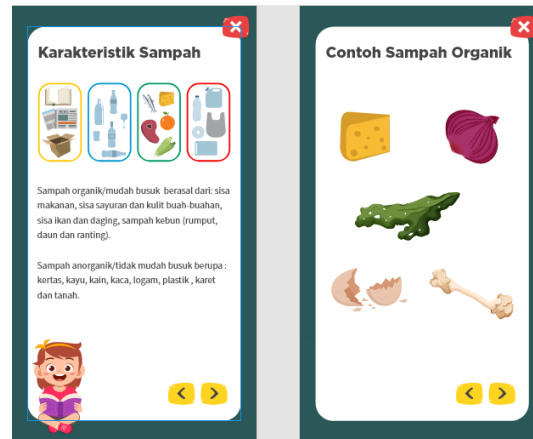 Karakteristik Sampah
Sampah organik/mudah busuk berasal dari: sisa
makanan, sisa sayuran dan kulit buah-buahan,
sisa ikan dan daging, sampah kebun (rumput,
daun dan ranting).
Sampah anorganik/tidak mudah busuk berupa :
kertas, kayu, kain, kaca, logam, plastik , karet
dan tanah.
Contoh Sampah Organik